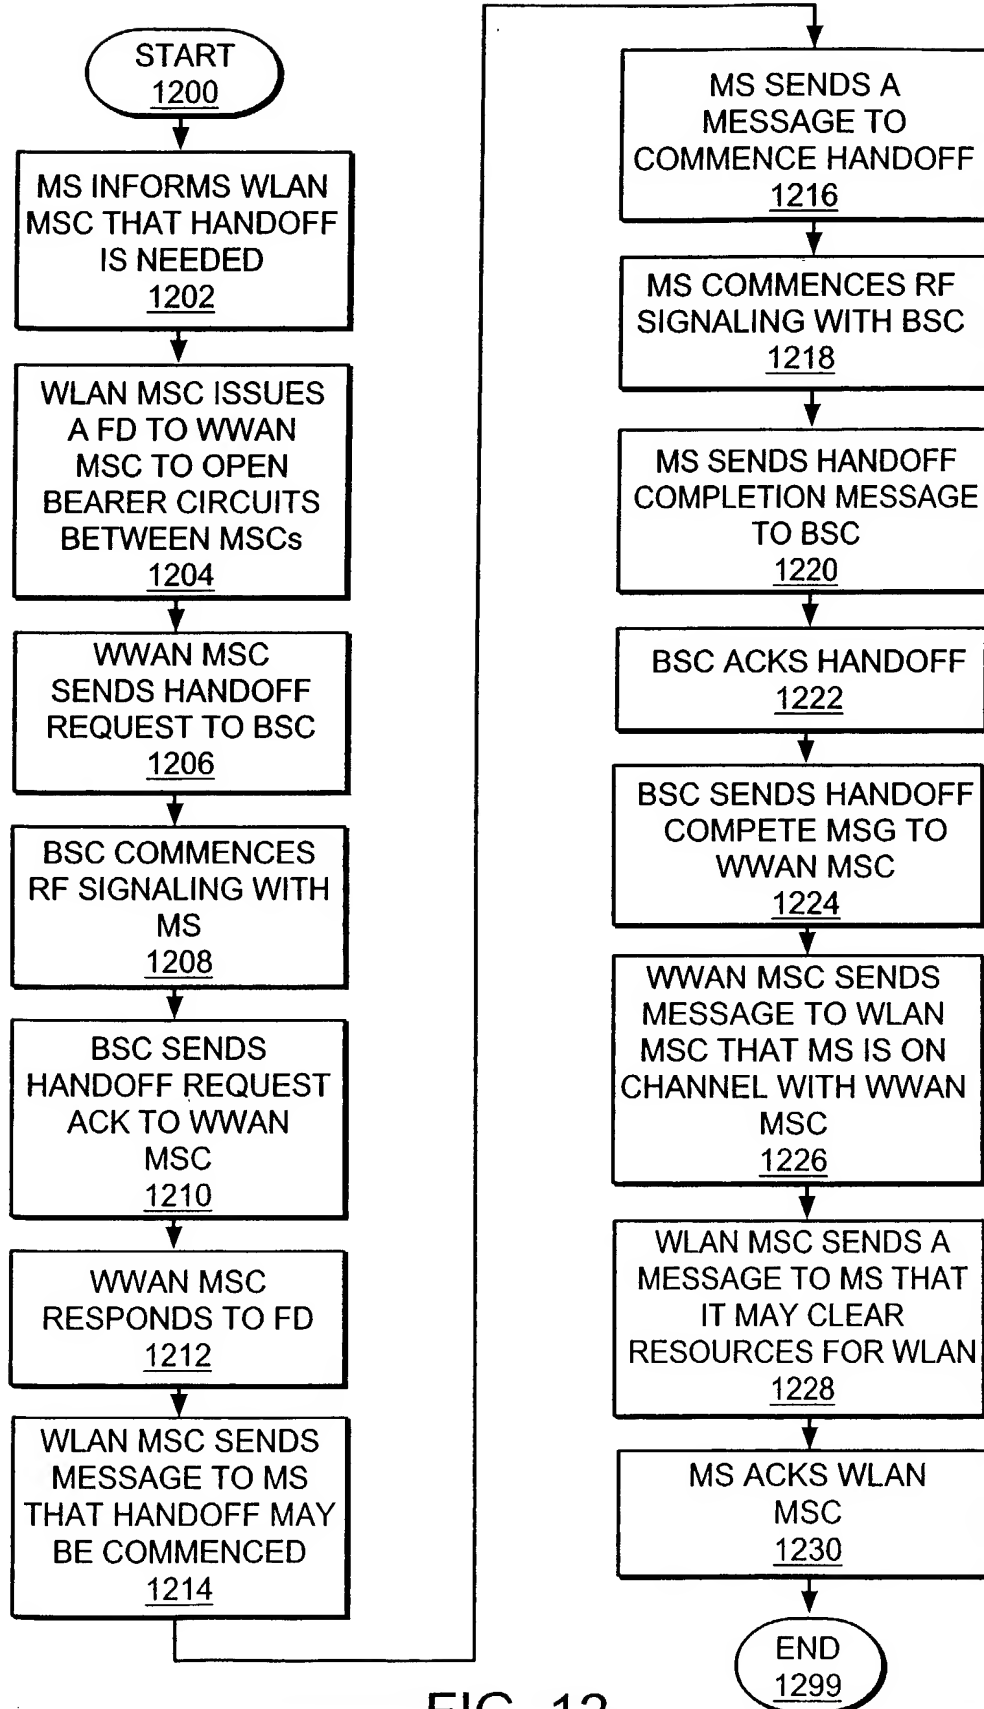 START
1200
MS INFORMS WLAN
MSC THAT HANDOFF
IS NEEDED
1202
WLAN MSC ISSUES
A FD TO WWAN
MSC TO OPEN
BEARER CIRCUITS
BETWEEN MSCs
1204
WWAN MSC
SENDS HANDOFF
REQUEST TO BSC
1206
BSC COMMENCES
RF SIGNALING WITH
MS
1208
BSC SENDS
HANDOFF REQUEST
ACK TO WWAN
MSC
1210
WWAN MSC
RESPONDS TO FD
1212
WLAN MSC SENDS
MESSAGE TO MS
THAT HANDOFF MAY
BE COMMENCED
1214
MS SENDS A
MESSAGE TO
COMMENCE HANDOFF
1216
MS COMMENCES RF
SIGNALING WITH BSC
1218
MS SENDS HANDOFF
COMPLETION MESSAGE
TO BSC
1220
BSC ACKS HANDOFF
1222
BSC SENDS HANDOFF
COMPETE MSG TO
WWAN MSC
1224
WWAN MSC SENDS
MESSAGE TO WLAN
MSC THAT MS IS ON
CHANNEL WITH WWAN
MSC
1226
WLAN MSC SENDS A
MESSAGE TO MS THAT
IT MAY CLEAR
RESOURCES FOR WLAN
1228
MS ACKS WLAN
MSC
1230
END
1299
FIG. 12